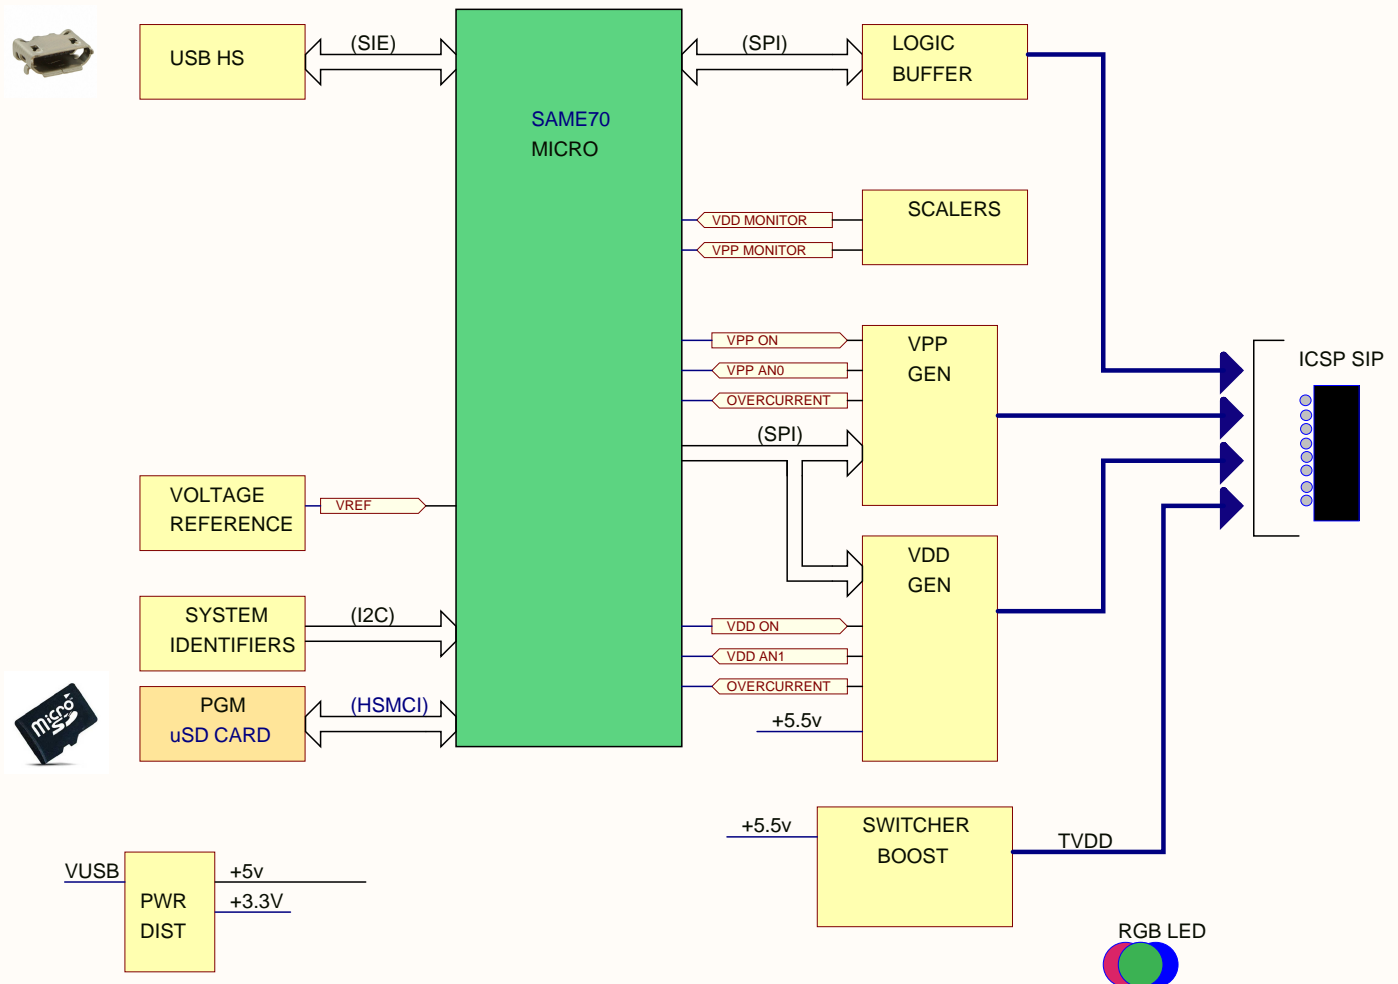 USB HS
(SIE)
SAME70
MICRO
(SPI)
LOGIC
BUFFER
VDD MONITOR
VPP MONITOR
SCALERS
VPP ON
VPP AN0
OVERCURRENT
(SPI)
VPP
GEN
ICSP SIP
VOLTAGE
REFERENCE
VREF
SYSTEM
IDENTIFIERS
(I2C)
PGM
uSD CARD
(HSMCI)
micro
SD
VDD
GEN
VDD ON
VDD AN1
OVERCURRENT
+5.5v
+5.5v
SWITCHER
BOOST
TVDD
VUSB
PWR
DIST
+5v
+3.3V
RGB LED